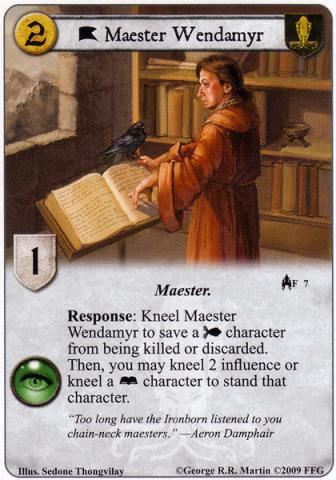 2 Maester Wendamyr
1
Maester.
F 7
Response: Kneel Maester
Wendamyr to save a character
from being killed or discarded.
Then, you may kneel 2 influence or
kneel a character to stand that
character.
“Too long have the Ironborn listened to you
chain-neck maesters.” —Aeron Damphair
Illus. Sedone Thongvilay ©George R.R. Martin ©2009 FFG